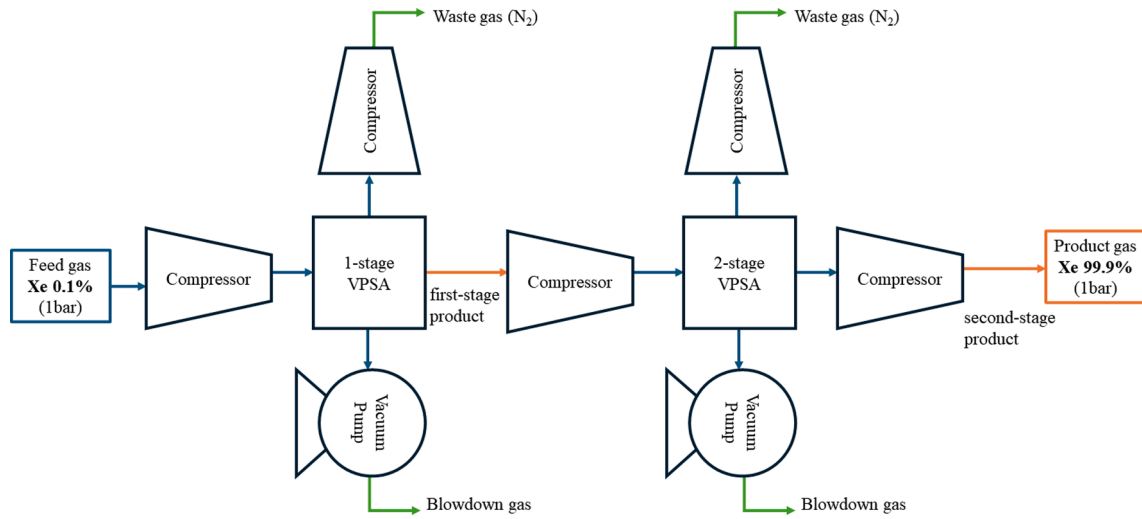 Waste gas (N₂)
Waste gas (N₂)
Compressor
Compressor
Feed gas
Xe 0.1%
(1bar)
Compressor
1-stage
VPSA
first-stage
product
Compressor
2-stage
VPSA
Compressor
second-stage
product
Product gas
Xe 99.9%
(1bar)
Vacuum
Pump
Vacuum
Pump
Blowdown gas
Blowdown gas